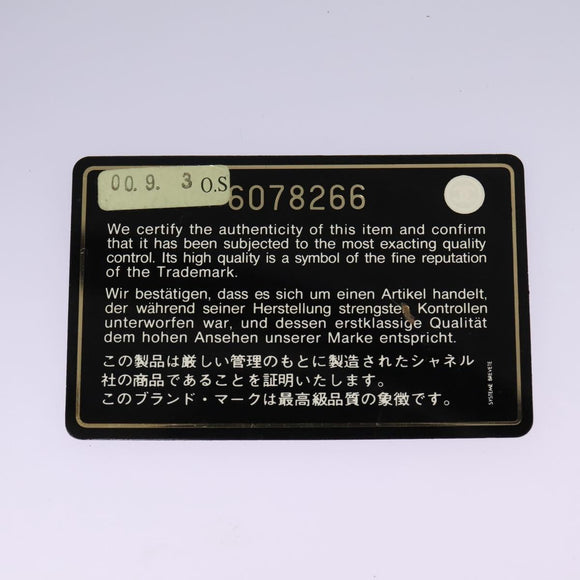 00.9. 3 O.S
6078266
We certify the authenticity of this item and confirm
that it has been subjected to the most exacting quality
control. Its high quality is a symbol of the fine reputation
of the Trademark.
Wir bestätigen, dass es sich um einen Artikel handelt,
der während seiner Herstellung strengsten Kontrollen
unterworfen war, und dessen erstklassige Qualität
dem hohen Ansehen unserer Marke entspricht.
この製品は厳しい管理のもとに製造されたシャネル
社の商品であることを証明いたします。
このブランド・マークは最高級品質の象徴です。
SYSTEME BREVETE